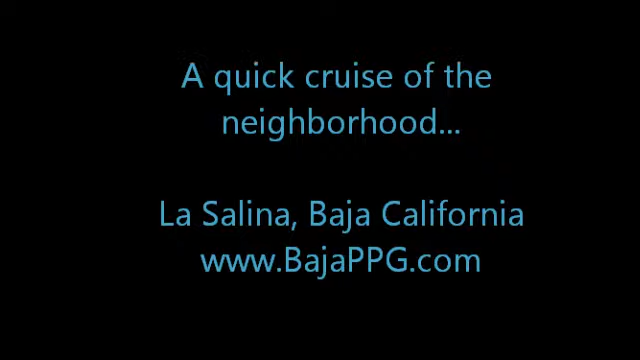 A quick cruise of the
neighborhood...
La Salina, Baja California
www.BajaPPG.com